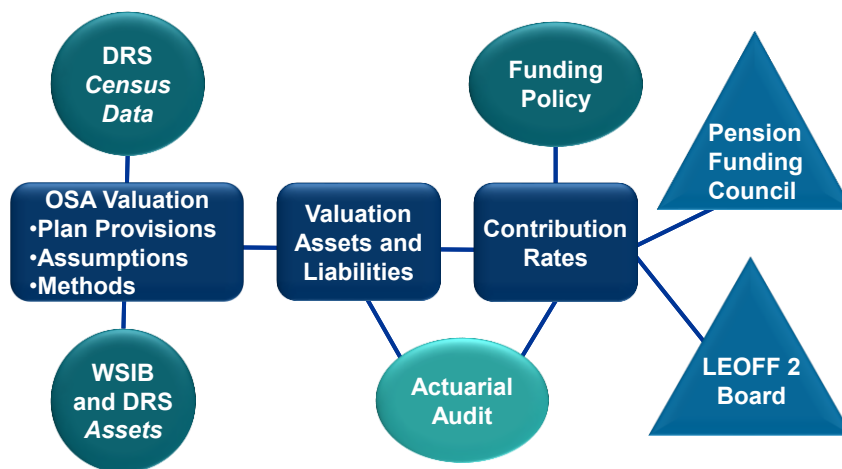 DRS
Census
Data
Funding
Policy
Pension
Funding
Council
OSA Valuation
•Plan Provisions
•Assumptions
•Methods
Valuation
Assets and
Liabilities
Contribution
Rates
WSIB
and DRS
Assets
Actuarial
Audit
LEOFF 2
Board